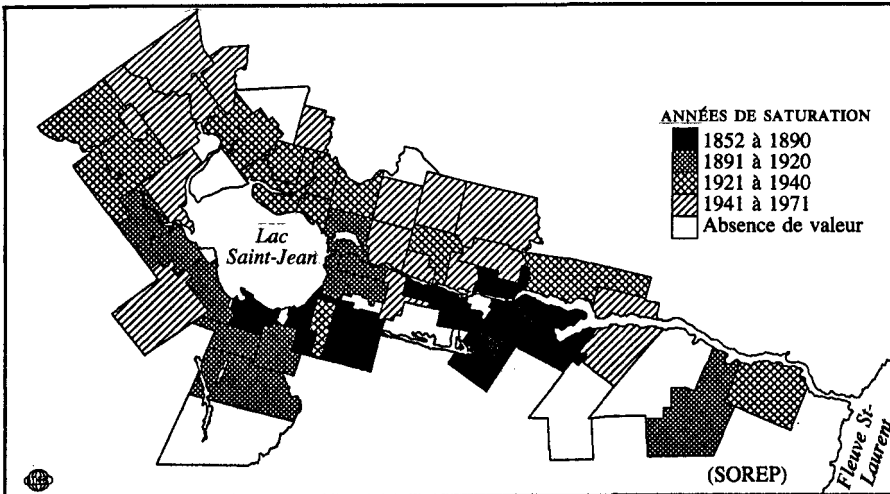 ANNÉES DE SATURATION
1852 à 1890
1891 à 1920
1921 à 1940
1941 à 1971
Absence de valeur
Lac
Saint-Jean
(SOREP)
Fleuve St-
Laurent